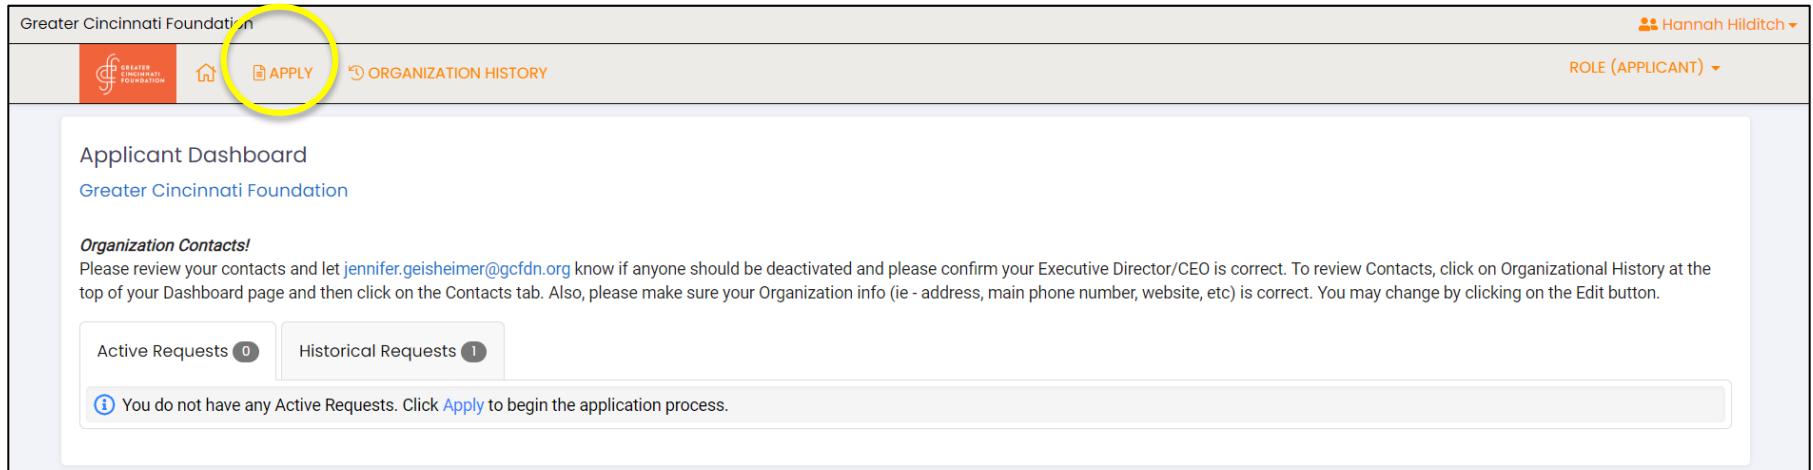 Greater Cincinnati Foundation
Hannah Hilditch
GREATER
CINCINNATI
FOUNDATION
APPLY
ORGANIZATION HISTORY
ROLE (APPLICANT)
Applicant Dashboard
Greater Cincinnati Foundation
Organization Contacts!
Please review your contacts and let jennifer.geisheimer@gcfdn.org know if anyone should be deactivated and please confirm your Executive Director/CEO is correct. To review Contacts, click on Organizational History at the
top of your Dashboard page and then click on the Contacts tab. Also, please make sure your Organization info (ie - address, main phone number, website, etc) is correct. You may change by clicking on the Edit button.
Active Requests 0
Historical Requests 1
You do not have any Active Requests. Click Apply to begin the application process.